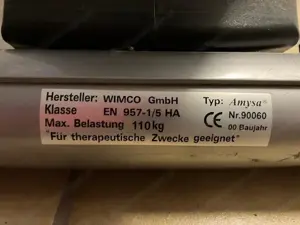 Hersteller: WIMCO GmbH Typ: Amysa®
Klasse EN 957-1/5 HA CE Nr.90060
Max. Belastung 110kg 00 Baujahr
"Für therapeutische Zwecke geeignet"